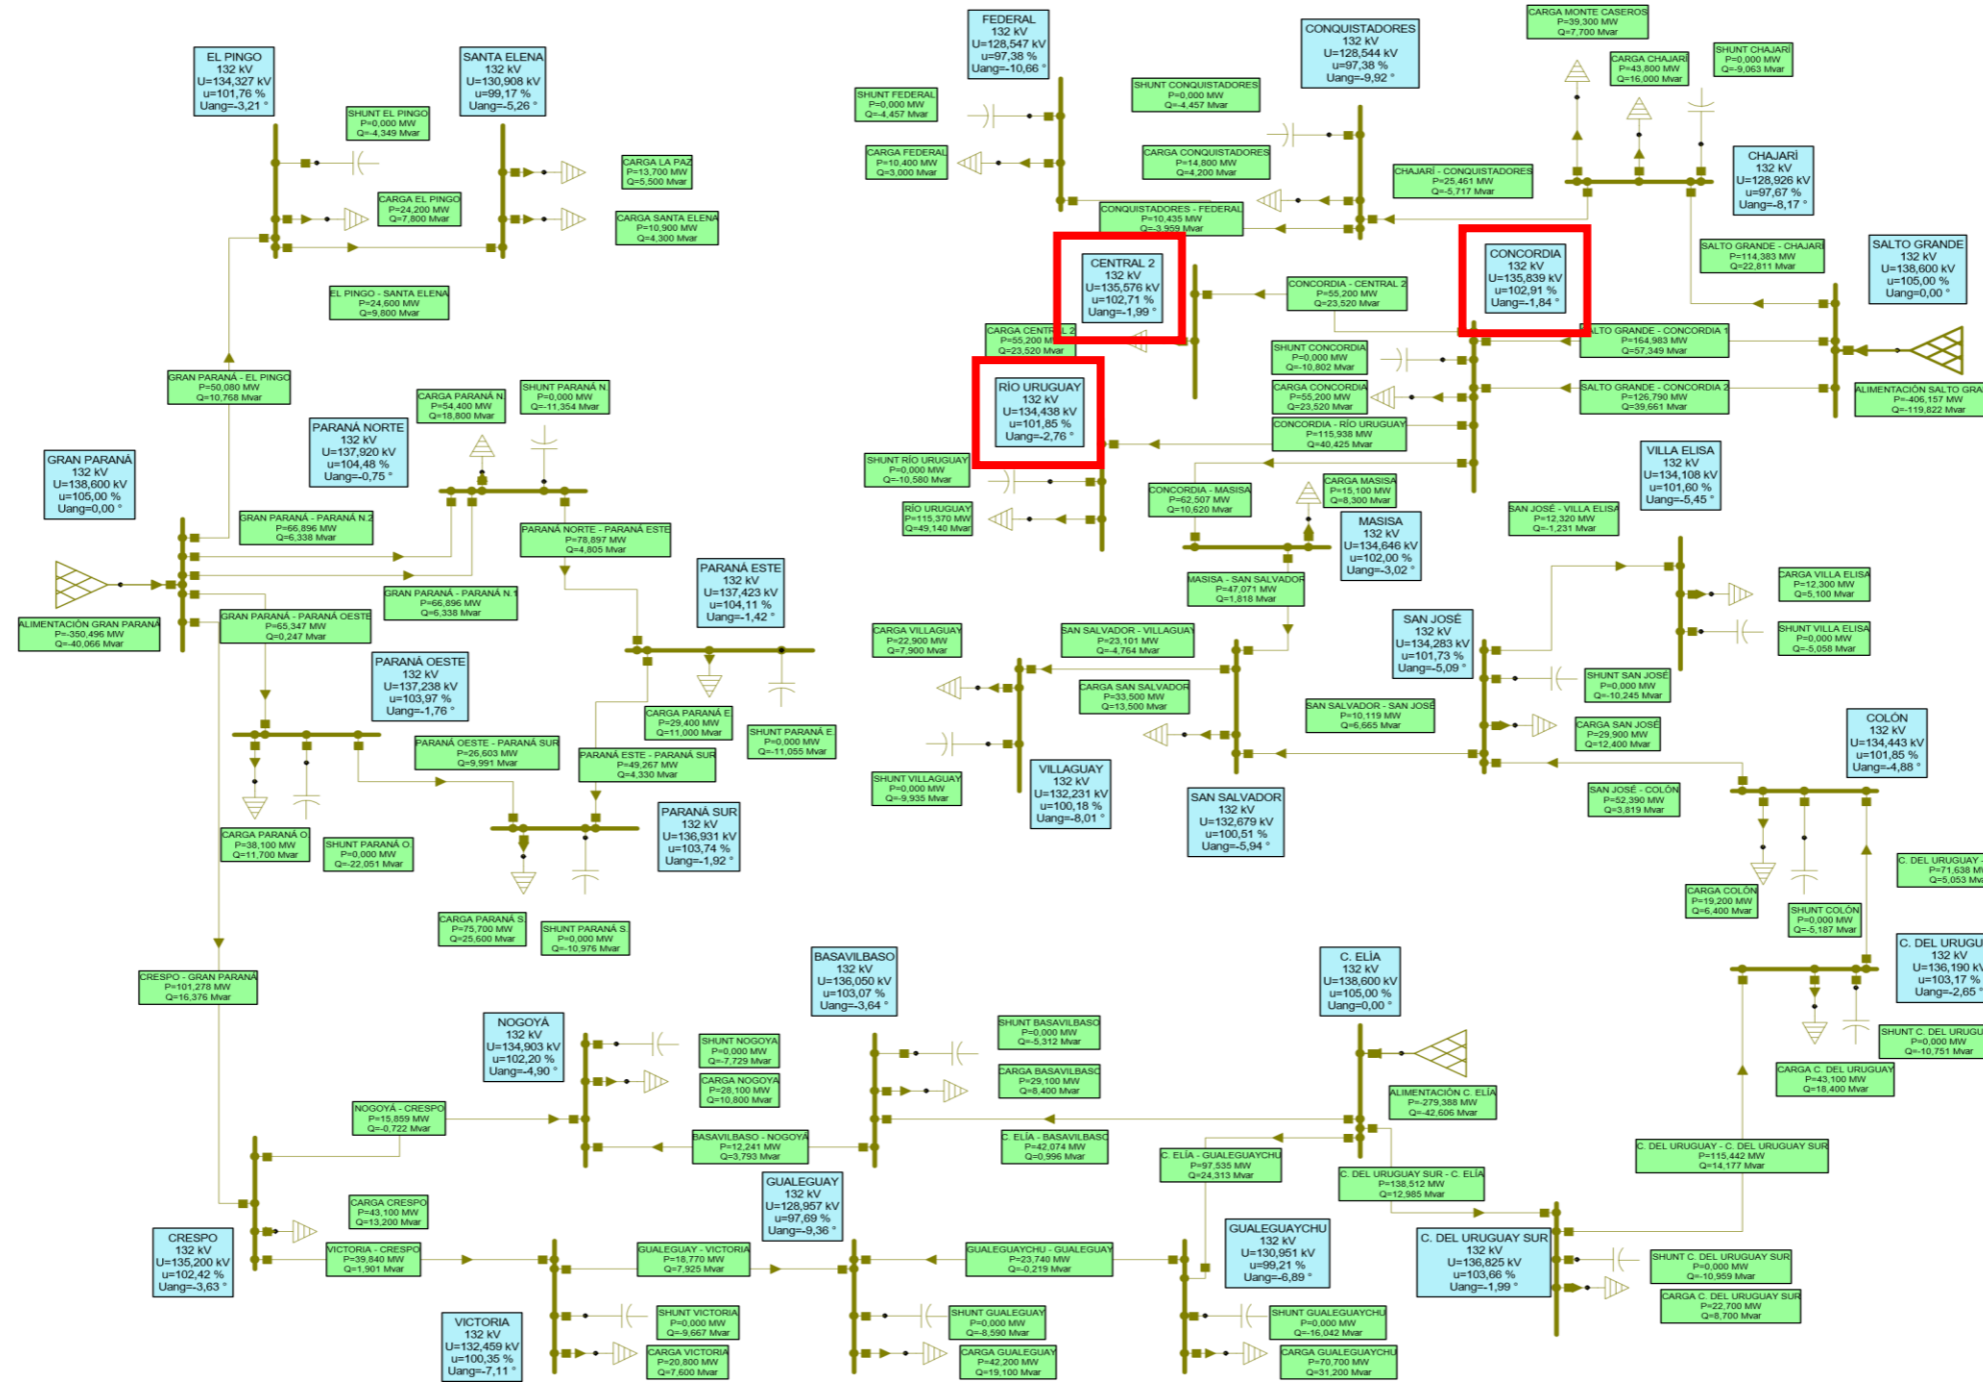 EL PINGO
132 kV
U=134,327 kV
u=101,76 %
Uang=-3,21 °
SANTA ELENA
132 kV
U=130,908 kV
u=99,17 %
Uang=-5,26 °
SHUNT EL PINGO
P=0,000 MW
Q=-4,349 Mvar
CARGA EL PINGO
P=24,200 MW
Q=7,800 Mvar
CARGA LA PAZ
P=13,700 MW
Q=5,500 Mvar
CARGA SANTA ELENA
P=10,900 MW
Q=4,300 Mvar
EL PINGO - SANTA ELENA
P=24,600 MW
Q=9,800 Mvar
GRAN PARANÁ - EL PINGO
P=50,080 MW
Q=10,768 Mvar
FEDERAL
132 kV
U=128,547 kV
u=97,38 %
Uang=-10,66 °
CONQUISTADORES
132 kV
U=128,544 kV
u=97,38 %
Uang=-9,92 °
SHUNT FEDERAL
P=0,000 MW
Q=-4,457 Mvar
CARGA FEDERAL
P=10,400 MW
Q=3,000 Mvar
SHUNT CONQUISTADORES
P=0,000 MW
Q=-4,457 Mvar
CARGA CONQUISTADORES
P=14,800 MW
Q=4,200 Mvar
CONQUISTADORES - FEDERAL
P=10,435 MW
Q=-3,959 Mvar
CHAJARÍ - CONQUISTADORES
P=25,461 MW
Q=-5,717 Mvar
CARGA MONTE CASEROS
P=39,300 MW
Q=7,700 Mvar
CARGA CHAJARÍ
P=43,800 MW
Q=16,000 Mvar
SHUNT CHAJARÍ
P=0,000 MW
Q=-9,063 Mvar
CHAJARÍ
132 kV
U=128,926 kV
u=97,67 %
Uang=-8,17 °
SALTO GRANDE - CHAJARÍ
P=114,383 MW
Q=22,811 Mvar
SALTO GRANDE
132 kV
U=138,600 kV
u=105,00 %
Uang=0,00 °
CENTRAL 2
132 kV
U=135,576 kV
u=102,71 %
Uang=-1,99 °
CONCORDIA
132 kV
U=135,839 kV
u=102,91 %
Uang=-1,84 °
CONCORDIA - CENTRAL 2
P=55,200 MW
Q=23,520 Mvar
CARGA CENTRAL 2
P=55,200 MW
Q=23,520 Mvar
SALTO GRANDE - CONCORDIA 1
P=164,983 MW
Q=57,349 Mvar
SHUNT CONCORDIA
P=0,000 MW
Q=-10,802 Mvar
CARGA CONCORDIA
P=55,200 MW
Q=23,520 Mvar
SALTO GRANDE - CONCORDIA 2
P=126,790 MW
Q=39,661 Mvar
ALIMENTACIÓN SALTO GRA
P=-406,157 MW
Q=-119,822 Mvar
RÍO URUGUAY
132 kV
U=134,438 kV
u=101,85 %
Uang=-2,76 °
CONCORDIA - RÍO URUGUAY
P=115,938 MW
Q=40,425 Mvar
SHUNT RÍO URUGUAY
P=0,000 MW
Q=-10,580 Mvar
RÍO URUGUAY
P=115,370 MW
Q=49,140 Mvar
CONCORDIA - MASISA
P=62,507 MW
Q=10,620 Mvar
CARGA MASISA
P=15,100 MW
Q=8,300 Mvar
MASISA
132 kV
U=134,646 kV
u=102,00 %
Uang=-3,02 °
MASISA - SAN SALVADOR
P=47,071 MW
Q=1,818 Mvar
VILLA ELISA
132 kV
U=134,108 kV
u=101,60 %
Uang=-5,45 °
SAN JOSÉ - VILLA ELISA
P=12,320 MW
Q=-1,231 Mvar
CARGA VILLA ELISA
P=12,300 MW
Q=5,100 Mvar
SHUNT VILLA ELISA
P=0,000 MW
Q=-5,058 Mvar
GRAN PARANÁ
132 kV
U=138,600 kV
u=105,00 %
Uang=0,00 °
PARANÁ NORTE
132 kV
U=137,920 kV
u=104,48 %
Uang=-0,75 °
CARGA PARANÁ N.
P=54,400 MW
Q=18,800 Mvar
SHUNT PARANÁ N.
P=0,000 MW
Q=-11,354 Mvar
GRAN PARANÁ - PARANÁ N.2
P=66,896 MW
Q=6,338 Mvar
PARANÁ NORTE - PARANÁ ESTE
P=78,897 MW
Q=4,805 Mvar
GRAN PARANÁ - PARANÁ N.1
P=66,896 MW
Q=6,338 Mvar
PARANÁ ESTE
132 kV
U=137,423 kV
u=104,11 %
Uang=-1,42 °
ALIMENTACIÓN GRAN PARANÁ
P=-350,496 MW
Q=-40,066 Mvar
GRAN PARANÁ - PARANÁ OESTE
P=65,347 MW
Q=0,247 Mvar
PARANÁ OESTE
132 kV
U=137,238 kV
u=103,97 %
Uang=-1,76 °
CARGA PARANÁ E.
P=29,400 MW
Q=11,000 Mvar
SHUNT PARANÁ E.
P=0,000 MW
Q=-11,055 Mvar
PARANÁ OESTE - PARANÁ SUR
P=26,603 MW
Q=9,991 Mvar
PARANÁ ESTE - PARANÁ SUR
P=49,267 MW
Q=4,330 Mvar
CARGA PARANÁ O.
P=38,100 MW
Q=11,700 Mvar
SHUNT PARANÁ O.
P=0,000 MW
Q=-22,051 Mvar
PARANÁ SUR
132 kV
U=136,931 kV
u=103,74 %
Uang=-1,92 °
CARGA PARANÁ S.
P=75,700 MW
Q=25,600 Mvar
SHUNT PARANÁ S.
P=0,000 MW
Q=-10,976 Mvar
CRESPO - GRAN PARANÁ
P=101,278 MW
Q=16,376 Mvar
CARGA VILLAGUAY
P=22,900 MW
Q=7,900 Mvar
SAN SALVADOR - VILLAGUAY
P=23,101 MW
Q=-4,764 Mvar
CARGA SAN SALVADOR
P=33,500 MW
Q=13,500 Mvar
SHUNT VILLAGUAY
P=0,000 MW
Q=-9,935 Mvar
VILLAGUAY
132 kV
U=132,231 kV
u=100,18 %
Uang=-8,01 °
SAN SALVADOR
132 kV
U=132,679 kV
u=100,51 %
Uang=-5,94 °
SAN SALVADOR - SAN JOSÉ
P=10,119 MW
Q=6,665 Mvar
SAN JOSÉ
132 kV
U=134,283 kV
u=101,73 %
Uang=-5,09 °
SHUNT SAN JOSÉ
P=0,000 MW
Q=-10,245 Mvar
CARGA SAN JOSÉ
P=29,900 MW
Q=12,400 Mvar
SAN JOSÉ - COLÓN
P=52,390 MW
Q=3,819 Mvar
COLÓN
132 kV
U=134,443 kV
u=101,85 %
Uang=-4,88 °
CARGA COLÓN
P=19,200 MW
Q=6,400 Mvar
SHUNT COLÓN
P=0,000 MW
Q=-5,187 Mvar
C. DEL URUGUAY -
P=71,638 M
Q=5,053 Mv
C. DEL URUGU
132 kV
U=136,190 kV
u=103,17 %
Uang=-2,65 °
SHUNT C. DEL URUGU
P=0,000 MW
Q=-10,751 Mvar
CARGA C. DEL URUGUAY
P=43,100 MW
Q=18,400 Mvar
C. DEL URUGUAY - C. DEL URUGUAY SUR
P=115,442 MW
Q=14,177 Mvar
NOGOYÁ
132 kV
U=134,903 kV
u=102,20 %
Uang=-4,90 °
SHUNT NOGOYA
P=0,000 MW
Q=-7,729 Mvar
CARGA NOGOYA
P=28,100 MW
Q=10,800 Mvar
BASAVILBASO
132 kV
U=136,050 kV
u=103,07 %
Uang=-3,64 °
SHUNT BASAVILBASO
P=0,000 MW
Q=-5,312 Mvar
CARGA BASAVILBASO
P=29,100 MW
Q=8,400 Mvar
C. ELÍA
132 kV
U=138,600 kV
u=105,00 %
Uang=0,00 °
ALIMENTACIÓN C. ELÍA
P=-279,388 MW
Q=-42,606 Mvar
NOGOYÁ - CRESPO
P=15,859 MW
Q=-0,722 Mvar
BASAVILBASO - NOGOYÁ
P=12,241 MW
Q=3,793 Mvar
C. ELÍA - BASAVILBASO
P=42,074 MW
Q=0,996 Mvar
C. ELÍA - GUALEGUAYCHU
P=97,535 MW
Q=24,313 Mvar
C. DEL URUGUAY SUR - C. ELÍA
P=138,512 MW
Q=12,985 Mvar
CARGA CRESPO
P=43,100 MW
Q=13,200 Mvar
CRESPO
132 kV
U=135,200 kV
u=102,42 %
Uang=-3,63 °
VICTORIA - CRESPO
P=39,840 MW
Q=1,901 Mvar
GUALEGUAY - VICTORIA
P=18,770 MW
Q=7,925 Mvar
GUALEGUAY
132 kV
U=128,957 kV
u=97,69 %
Uang=-9,36 °
GUALEGUAYCHU - GUALEGUAY
P=23,740 MW
Q=-0,219 Mvar
GUALEGUAYCHU
132 kV
U=130,951 kV
u=99,21 %
Uang=-6,89 °
C. DEL URUGUAY SUR
132 kV
U=136,825 kV
u=103,66 %
Uang=-1,99 °
SHUNT C. DEL URUGUAY SUR
P=0,000 MW
Q=-10,959 Mvar
CARGA C. DEL URUGUAY SUR
P=22,700 MW
Q=8,700 Mvar
VICTORIA
132 kV
U=132,459 kV
u=100,35 %
Uang=-7,11 °
SHUNT VICTORIA
P=0,000 MW
Q=-9,667 Mvar
CARGA VICTORIA
P=20,800 MW
Q=7,600 Mvar
SHUNT GUALEGUAY
P=0,000 MW
Q=-8,590 Mvar
CARGA GUALEGUAY
P=42,200 MW
Q=19,100 Mvar
SHUNT GUALEGUAYCHU
P=0,000 MW
Q=-16,042 Mvar
CARGA GUALEGUAYCHU
P=70,700 MW
Q=31,200 Mvar